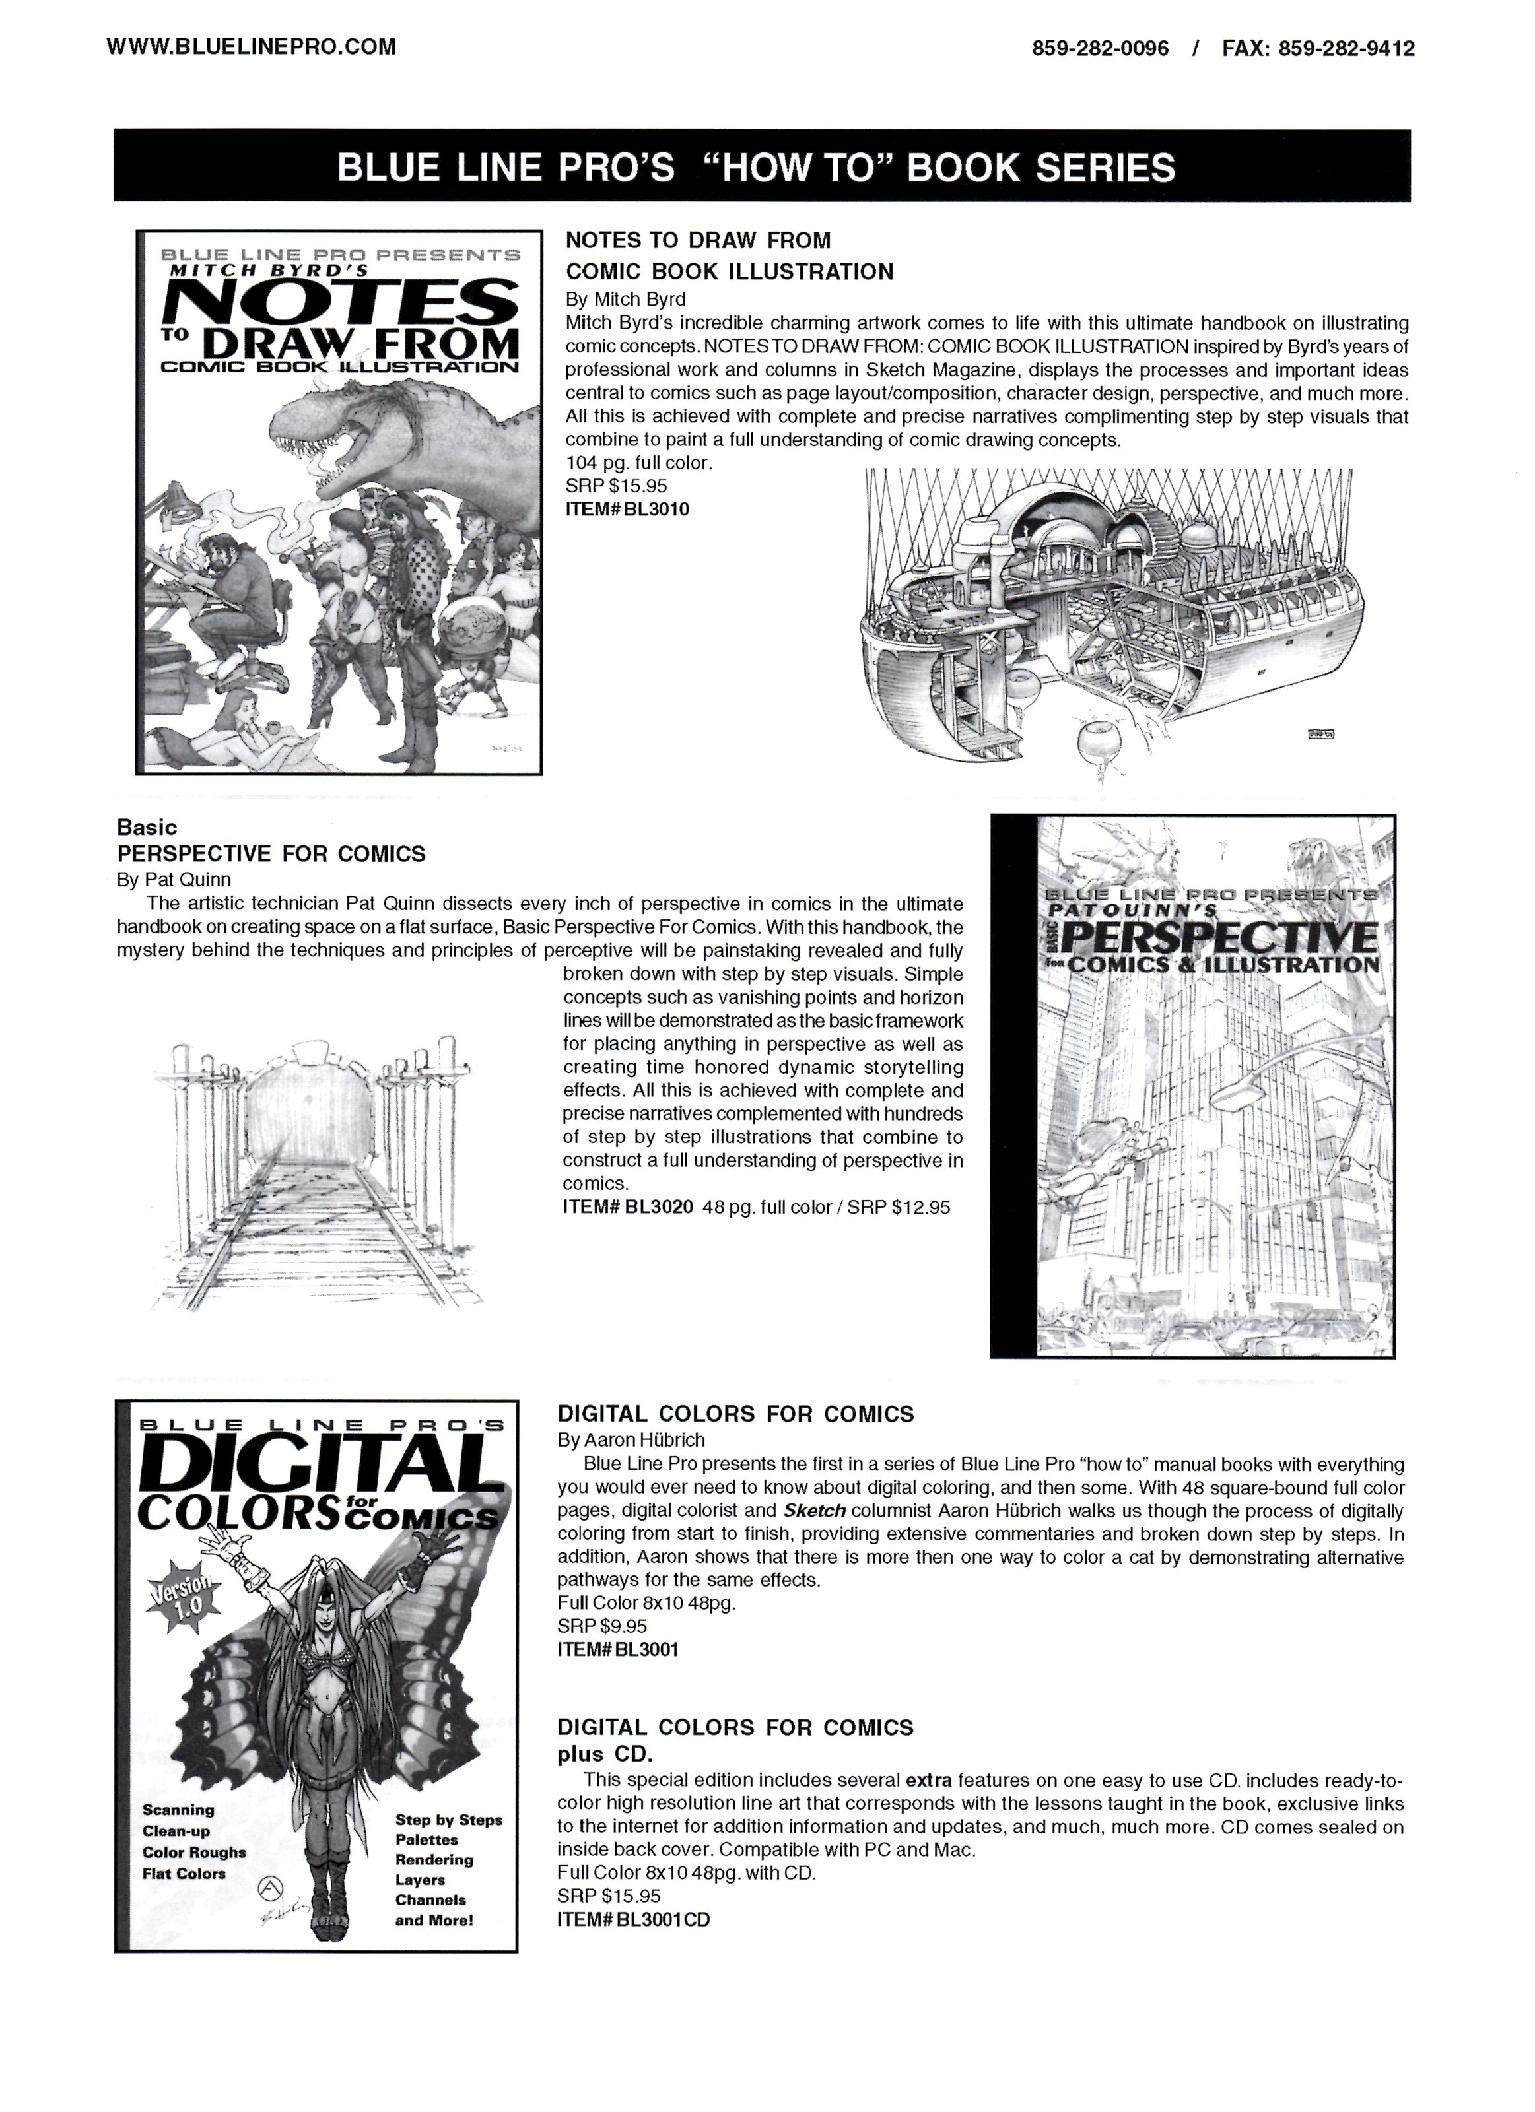 WWW.BLUELINEPRO.COM
859-282-0096 / FAX: 859-282-9412
BLUE LINE PRO'S "HOW TO" BOOK SERIES
BLUE LINE PRO PRESENTS
MITCH BYRD'S
NOTES
TO DRAW FROM
COMIC BOOK ILLUSTRATION
NOTES TO DRAW FROM
COMIC BOOK ILLUSTRATION
By Mitch Byrd
Mitch Byrd's incredible charming artwork comes to life with this ultimate handbook on illustrating
comic concepts. NOTES TO DRAW FROM: COMIC BOOK ILLUSTRATION inspired by Byrd's years of
professional work and columns in Sketch Magazine, displays the processes and important ideas
central to comics such as page layout/composition, character design, perspective, and much more.
All this is achieved with complete and precise narratives complimenting step by step visuals that
combine to paint a full understanding of comic drawing concepts.
104 pg. full color.
SRP $15.95
ITEM# BL3010
Basic
PERSPECTIVE FOR COMICS
By Pat Quinn
The artistic technician Pat Quinn dissects every inch of perspective in comics in the ultimate
handbook on creating space on a flat surface, Basic Perspective For Comics. With this handbook, the
mystery behind the techniques and principles of perceptive will be painstaking revealed and fully
broken down with step by step visuals. Simple
concepts such as vanishing points and horizon
lines will be demonstrated as the basic framework
for placing anything in perspective as well as
creating time honored dynamic storytelling
effects. All this is achieved with complete and
precise narratives complemented with hundreds
of step by step illustrations that combine to
construct a full understanding of perspective in
comics.
ITEM# BL3020 48 pg. full color / SRP $12.95
BLUE LINE PRO PRESENTS
PAT QUINN'S
BASIC PERSPECTIVE
FOR COMICS & ILLUSTRATION
BLUE LINE PRO'S
DIGITAL
COLORS for COMICS
Version
1.0
Scanning
Clean-up
Color Roughs
Flat Colors
Step by Steps
Palettes
Rendering
Layers
Channels
and More!
DIGITAL COLORS FOR COMICS
By Aaron Hübrich
Blue Line Pro presents the first in a series of Blue Line Pro "how to" manual books with everything
you would ever need to know about digital coloring, and then some. With 48 square-bound full color
pages, digital colorist and Sketch columnist Aaron Hübrich walks us though the process of digitally
coloring from start to finish, providing extensive commentaries and broken down step by steps. In
addition, Aaron shows that there is more then one way to color a cat by demonstrating alternative
pathways for the same effects.
Full Color 8x10 48pg.
SRP $9.95
ITEM# BL3001
DIGITAL COLORS FOR COMICS
plus CD.
This special edition includes several extra features on one easy to use CD. includes ready-to-
color high resolution line art that corresponds with the lessons taught in the book, exclusive links
to the internet for addition information and updates, and much, much more. CD comes sealed on
inside back cover. Compatible with PC and Mac.
Full Color 8x10 48pg. with CD.
SRP $15.95
ITEM# BL3001CD